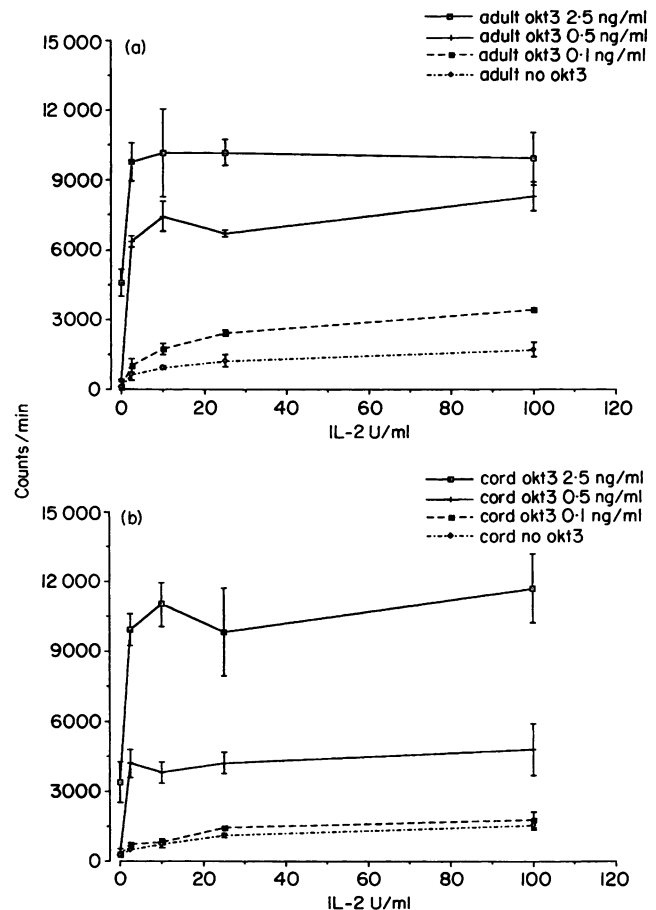 adult okt3 2·5 ng/ml
adult okt3 0·5 ng/ml
adult okt3 0·1 ng/ml
adult no okt3
(a)
15 000
12 000
9000
6000
3000
0
0 20 40 60 80 100 120
IL-2 U/ml
Counts/min
cord okt3 2·5 ng/ml
cord okt3 0·5 ng/ml
cord okt3 0·1 ng/ml
cord no okt3
(b)
15 000
12 000
9000
6000
3000
0
0 20 40 60 80 100 120
IL-2 U/ml